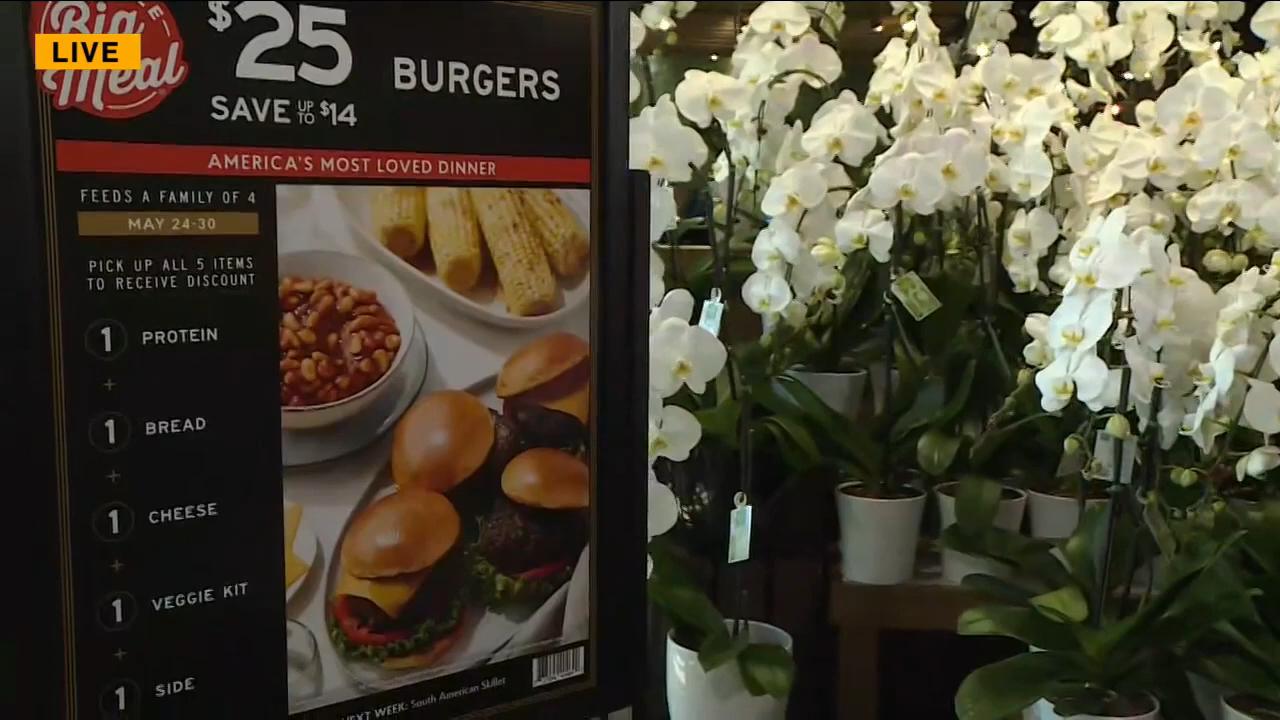 LIVE
Big
Meal
$25
SAVE UP TO $14
BURGERS
AMERICA'S MOST LOVED DINNER
FEEDS A FAMILY OF 4
MAY 24-30
PICK UP ALL 5 ITEMS
TO RECEIVE DISCOUNT
1 PROTEIN
+
1 BREAD
+
1 CHEESE
+
1 VEGGIE KIT
+
1 SIDE
NEXT WEEK: South American Skillet